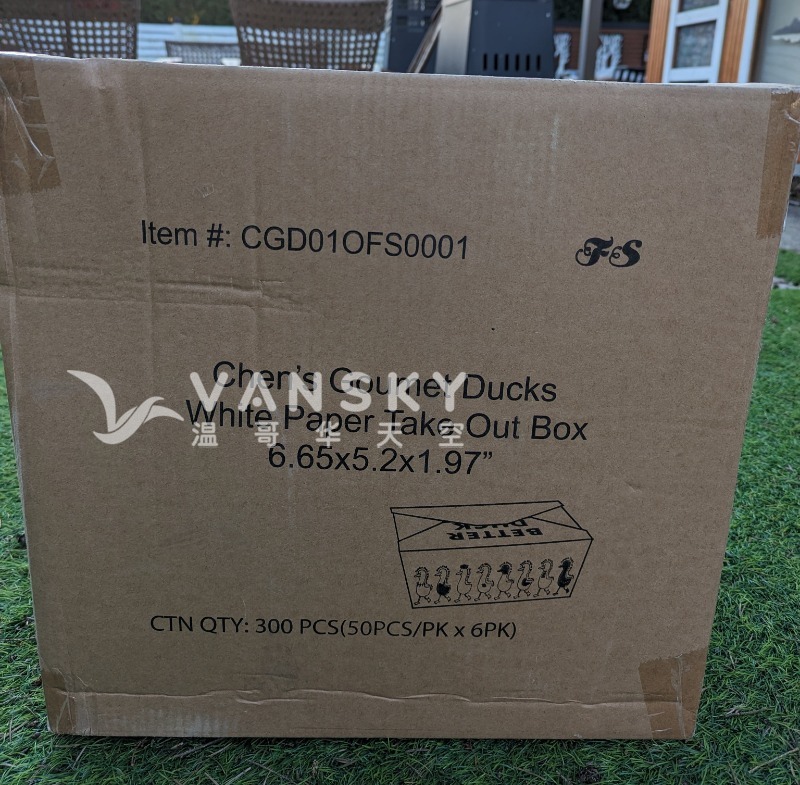 Item #: CGD01OFS0001
FS
Chen's Gourmet Ducks
White Paper Take Out Box
6.65x5.2x1.97”
VANSKY
温哥华天空
BETTER
DUCK
CTN QTY: 300 PCS(50PCS/PK x 6PK)